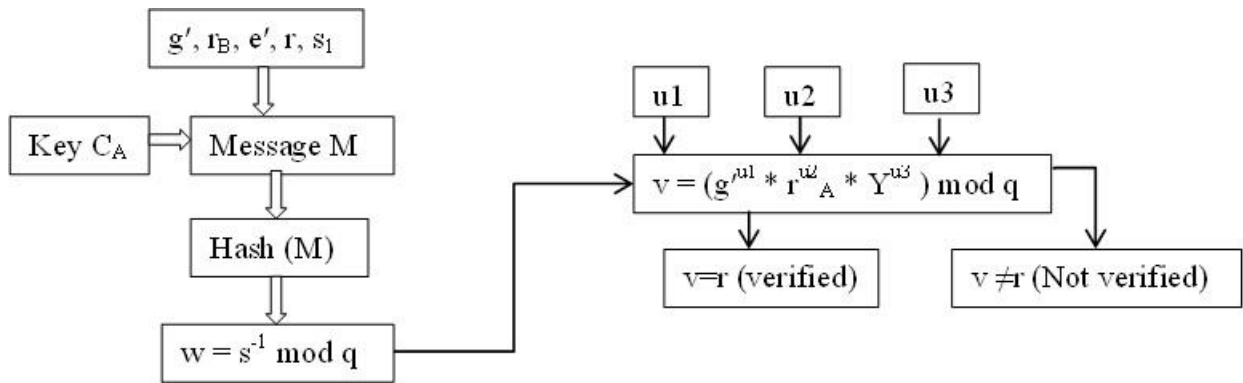 g′, r_B, e′, r, s_1
Key C_A
Message M
Hash (M)
w = s^-1 mod q
u1
u2
u3
v = (g′^u1 * r^u2_A * Y^u3 ) mod q
v=r (verified)
v ≠r (Not verified)